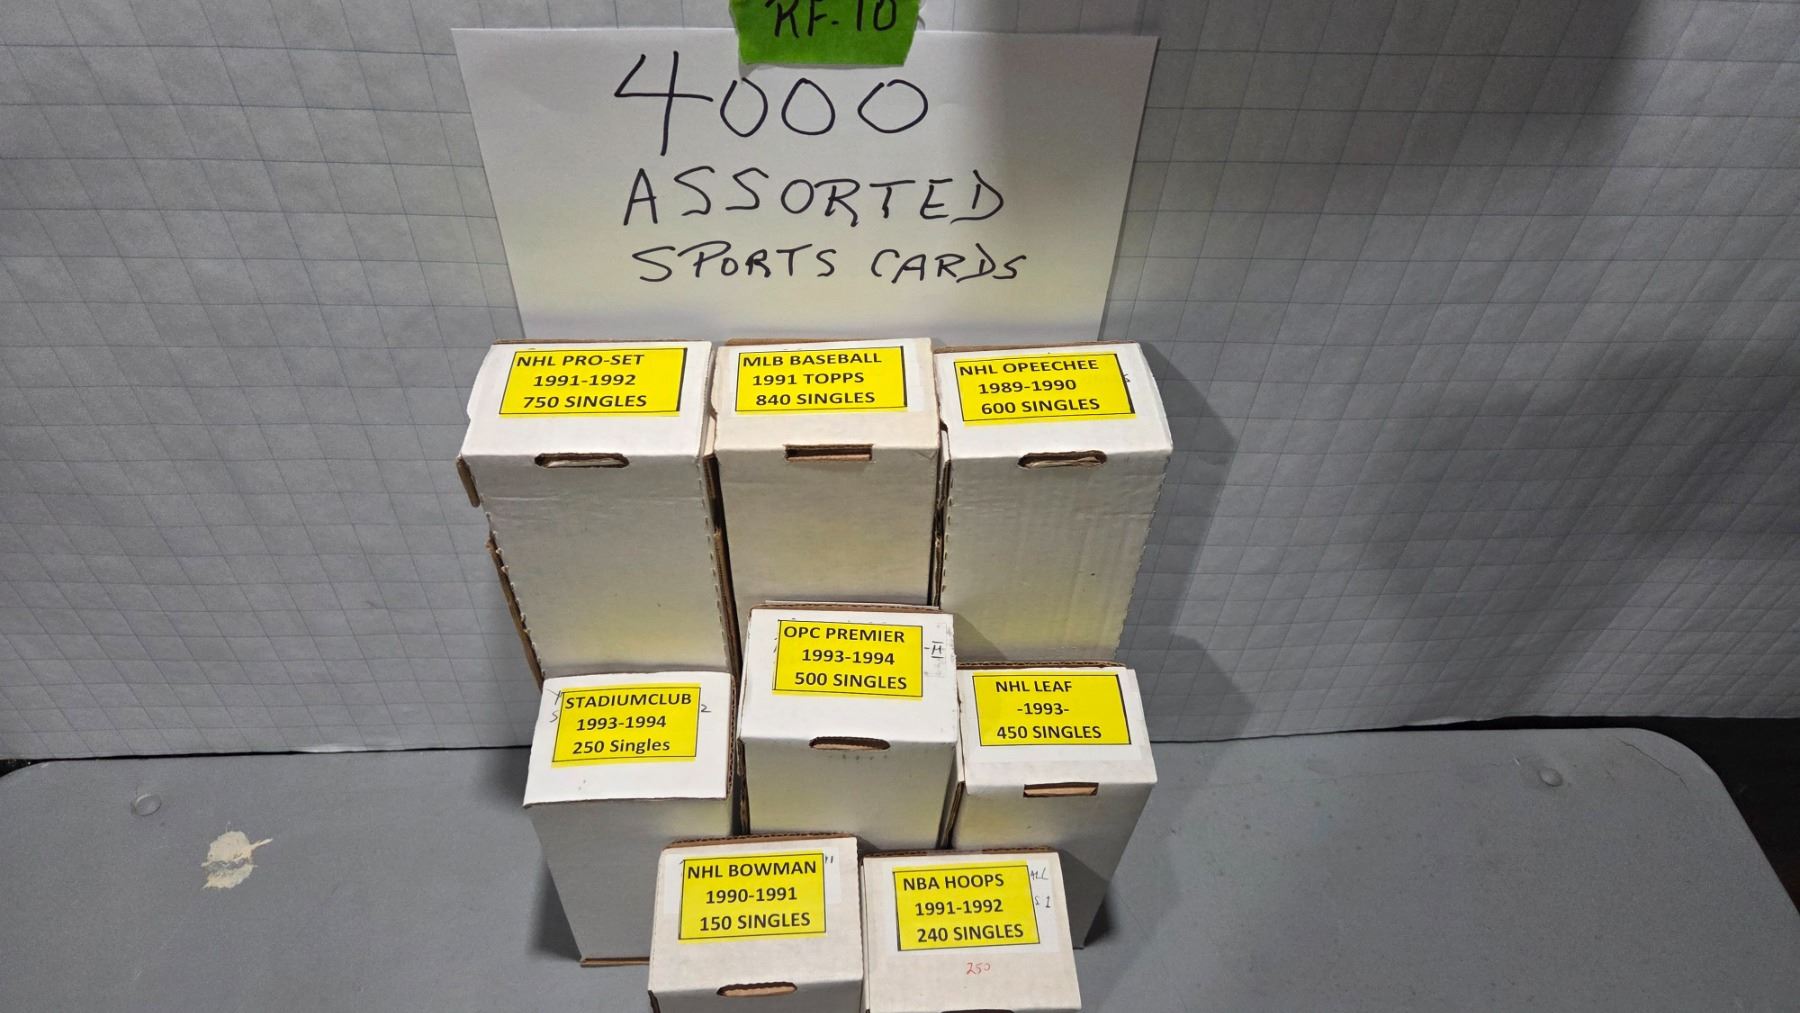 RF-10
4000
ASSORTED
SPORTS CARDS
NHL PRO-SET
1991-1992
750 SINGLES
MLB BASEBALL
1991 TOPPS
840 SINGLES
NHL OPEECHEE
1989-1990
600 SINGLES
OPC PREMIER
1993-1994
500 SINGLES
STADIUMCLUB
1993-1994
250 Singles
NHL LEAF
-1993-
450 SINGLES
NHL BOWMAN
1990-1991
150 SINGLES
NBA HOOPS
1991-1992
240 SINGLES
250